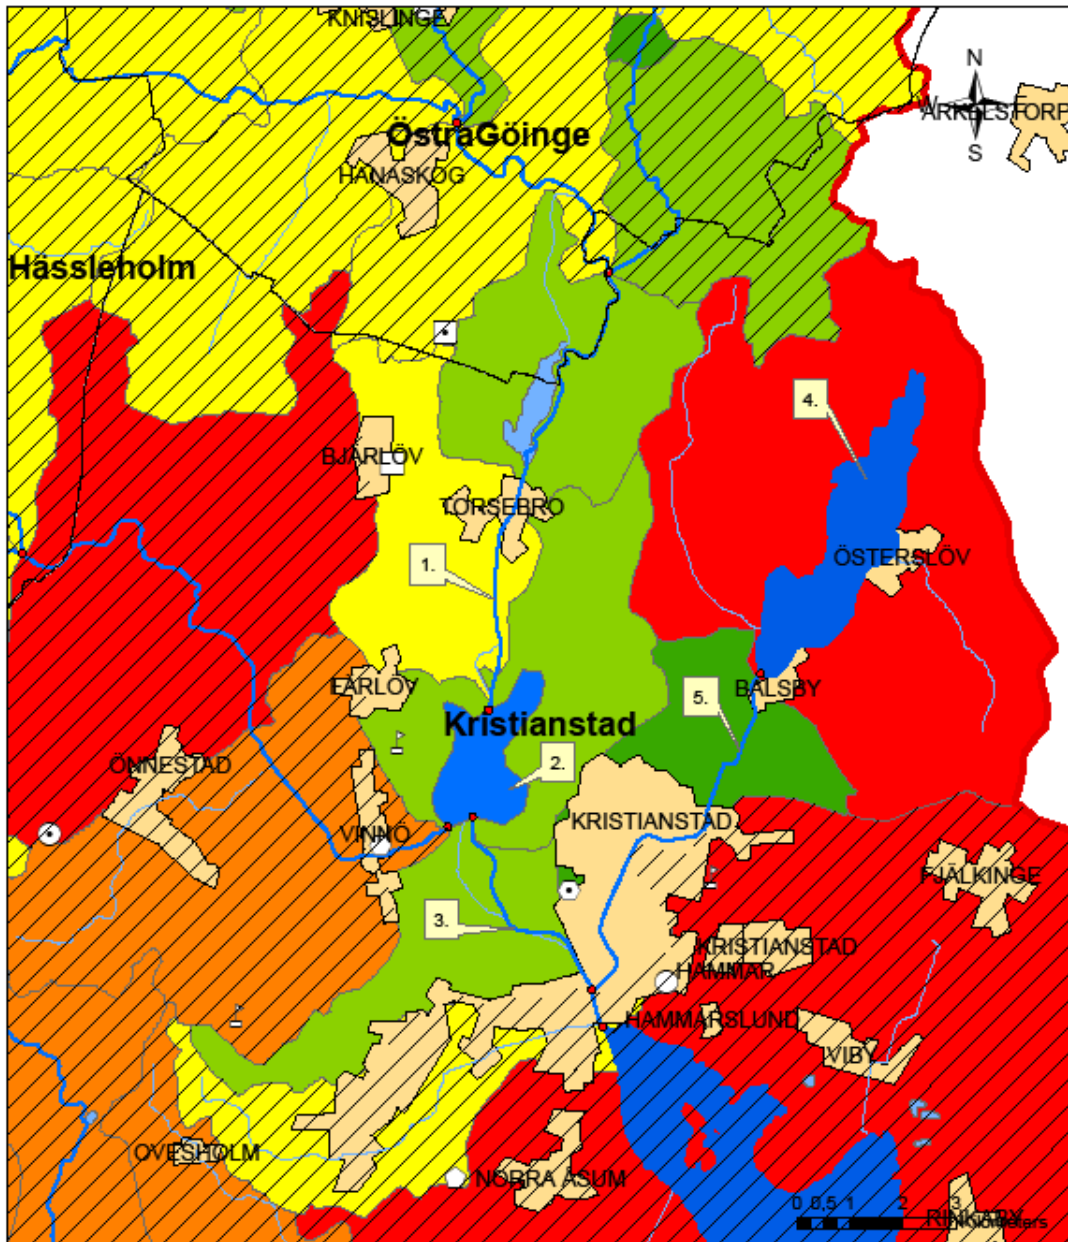 KNISLINGE
N
ARKELSTORP
ÖstraGöinge
S
HANASKOG
Hässleholm
4.
BJÄRLÖV
TORSEBRO
ÖSTERSLÖV
1.
FÄRLÖV
BALSBY
5.
Kristianstad
ÖNNESTAD
2.
VINNÖ
KRISTIANSTAD
FJÄLKINGE
3.
KRISTIANSTAD
HAMMAR
HAMMARSLUND
VIBY
OVESHOLM
NORRA ÅSUM
0 0,5 1 2 3
RINKABY
Kilometers